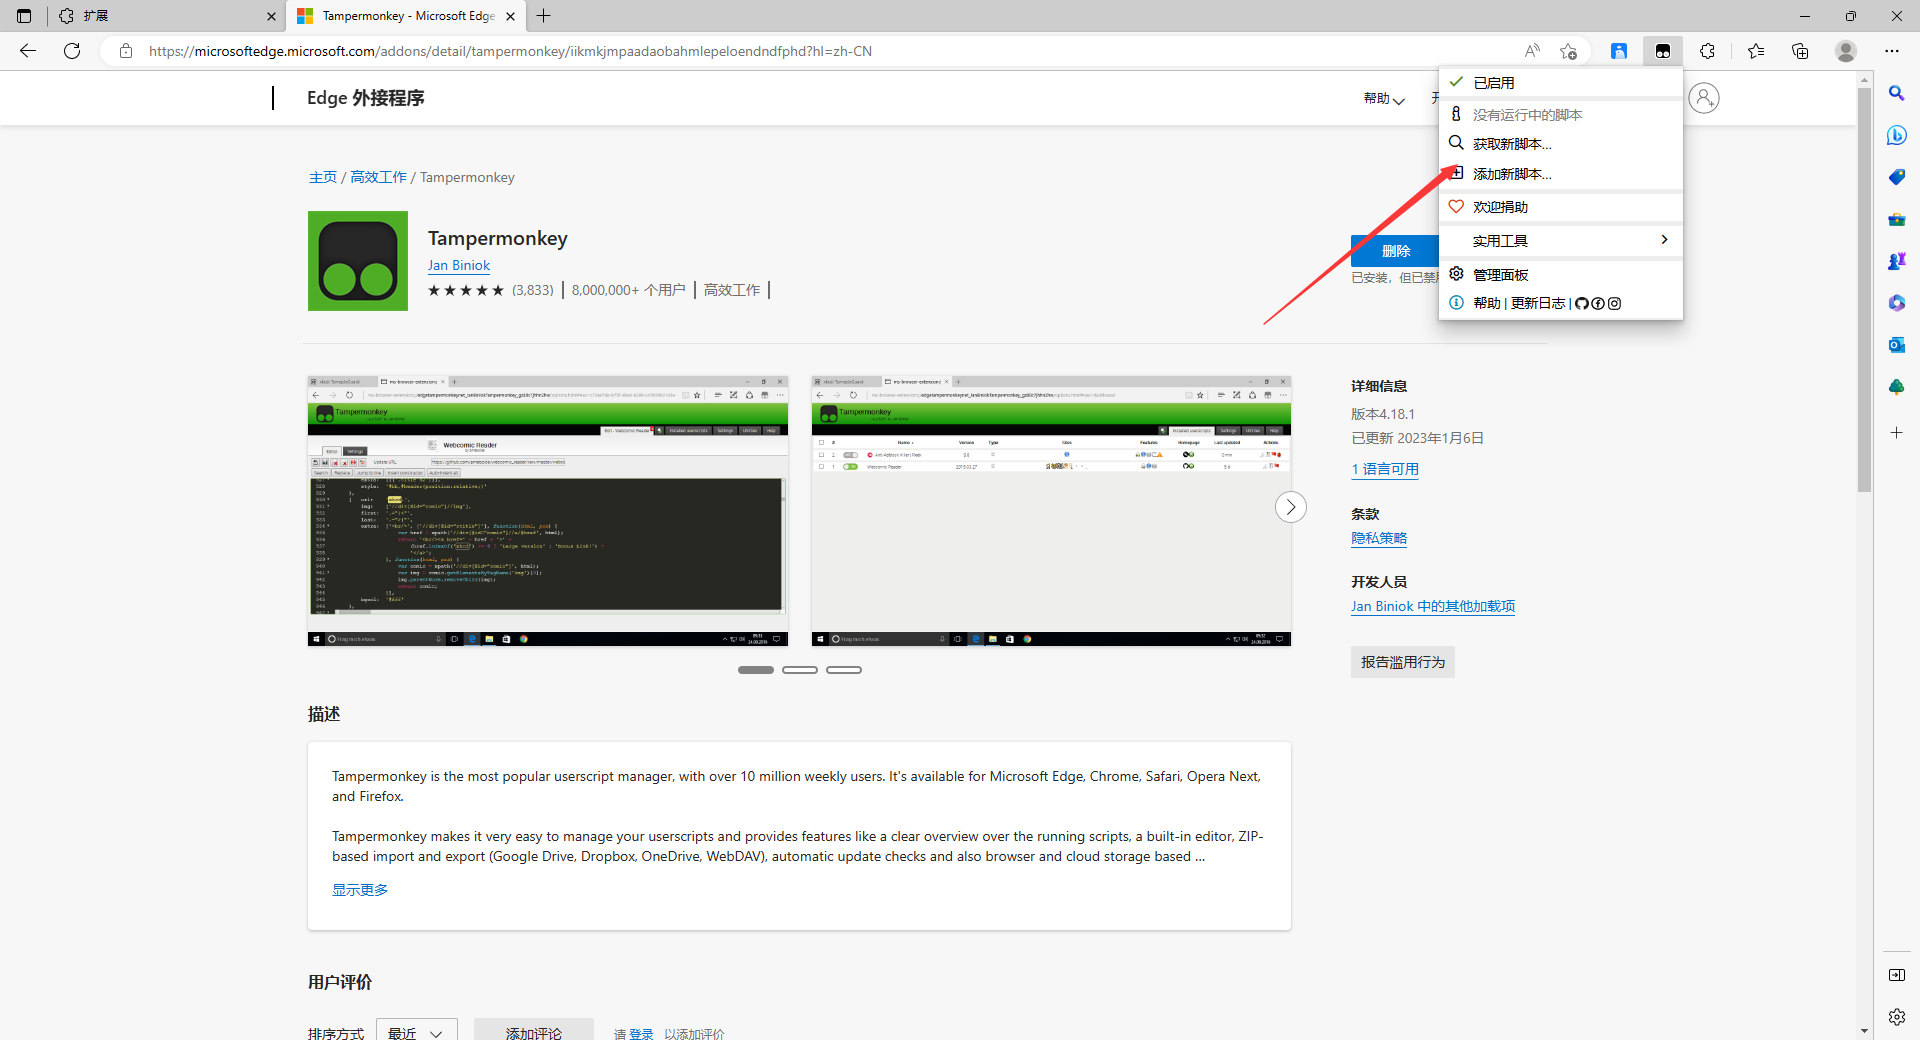 扩展
Tampermonkey - Microsoft Edge
https://microsoftedge.microsoft.com/addons/detail/tampermonkey/iikmkjmpaadaobahmlepeloendndfphd?hl=zh-CN
Edge 外接程序
帮助
已启用
没有运行中的脚本
获取新脚本...
添加新脚本...
欢迎捐助
实用工具
管理面板
帮助 | 更新日志 |
主页 / 高效工作 / Tampermonkey
Tampermonkey
Jan Biniok
(3,833) 8,000,000+ 个用户 高效工作
删除
已安装，但已禁
Tampermonkey
Webcomic Reader
Tampermonkey
详细信息
版本4.18.1
已更新 2023年1月6日
1 语言可用
条款
隐私策略
开发人员
Jan Biniok 中的其他加载项
报告滥用行为
描述
Tampermonkey is the most popular userscript manager, with over 10 million weekly users. It's available for Microsoft Edge, Chrome, Safari, Opera Next,
and Firefox.
Tampermonkey makes it very easy to manage your userscripts and provides features like a clear overview over the running scripts, a built-in editor, ZIP-
based import and export (Google Drive, Dropbox, OneDrive, WebDAV), automatic update checks and also browser and cloud storage based ...
显示更多
用户评价
排序方式 最近 添加评论 请 登录 以添加评价